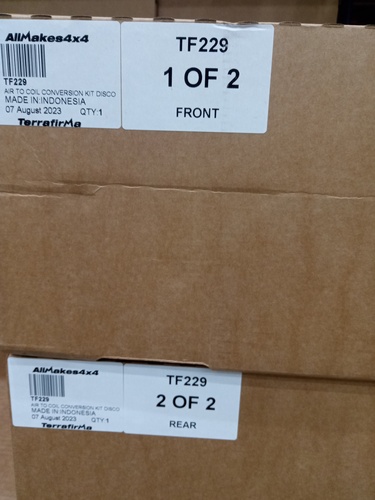 AllMakes4x4
TF229
AIR TO COIL CONVERSION KIT DISCO
MADE IN:INDONESIA
07 August 2023 QTY:1
Terrafirma
TF229
1 OF 2
FRONT
AllMakes4x4
TF229
AIR TO COIL CONVERSION KIT DISCO
MADE IN:INDONESIA
07 August 2023 QTY:1
Terrafirma
TF229
2 OF 2
REAR